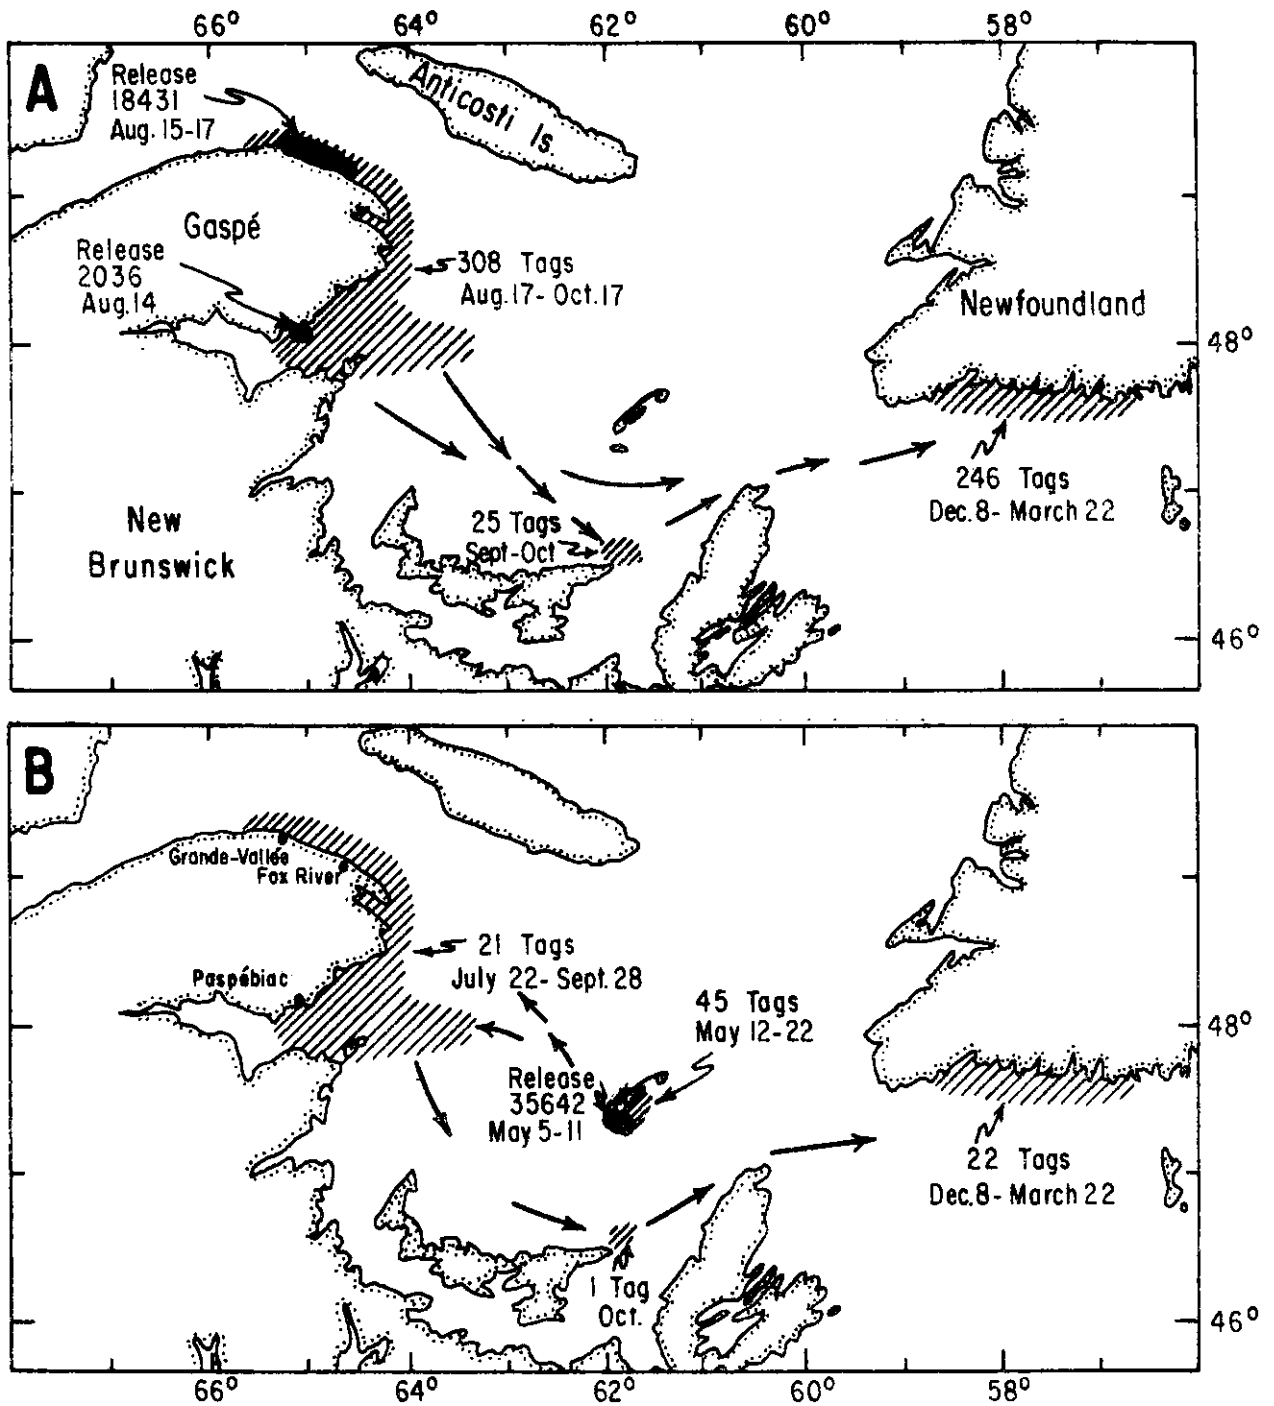 66° 64° 62° 60° 58°
A
Release
18431
Aug. 15-17
Anticosti Is.
Gaspé
Release
2036
Aug. 14
308 Tags
Aug. 17- Oct. 17
Newfoundland
48°
246 Tags
Dec. 8- March 22
25 Tags
Sept-Oct
New
Brunswick
46°
B
Grande-Vallée
Fox River
Paspébiac
21 Tags
July 22- Sept. 28
45 Tags
May 12-22
48°
Release
35642
May 5-11
22 Tags
Dec. 8- March 22
1 Tag
Oct.
46°
66° 64° 62° 60° 58°